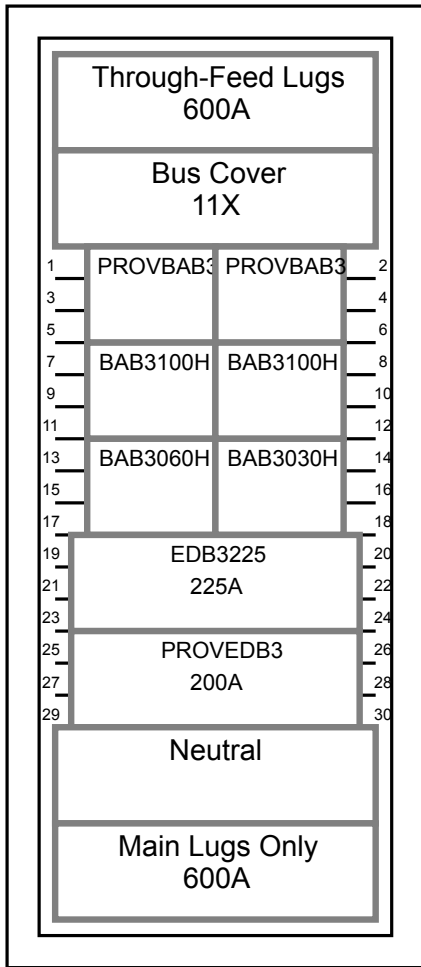 Through-Feed Lugs
600A
Bus Cover
11X
1 PROVBAB3 PROVBAB3 2
3 4
5 6
7 BAB3100H BAB3100H 8
9 10
11 12
13 BAB3060H BAB3030H 14
15 16
17 18
19 EDB3225 20
21 225A 22
23 24
25 PROVEDB3 26
27 200A 28
29 30
Neutral
Main Lugs Only
600A